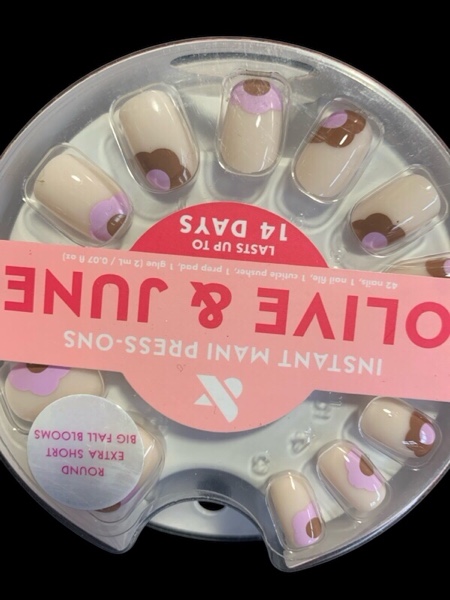 ROUND
EXTRA SHORT
BIG FALL BLOOMS
&
INSTANT MANI PRESS-ONS
OLIVE & JUNE
42 nails, 1 nail file, 1 cuticle pusher, 1 prep pad, 1 glue (2 mL / 0.07 fl oz)
LASTS UP TO
14 DAYS